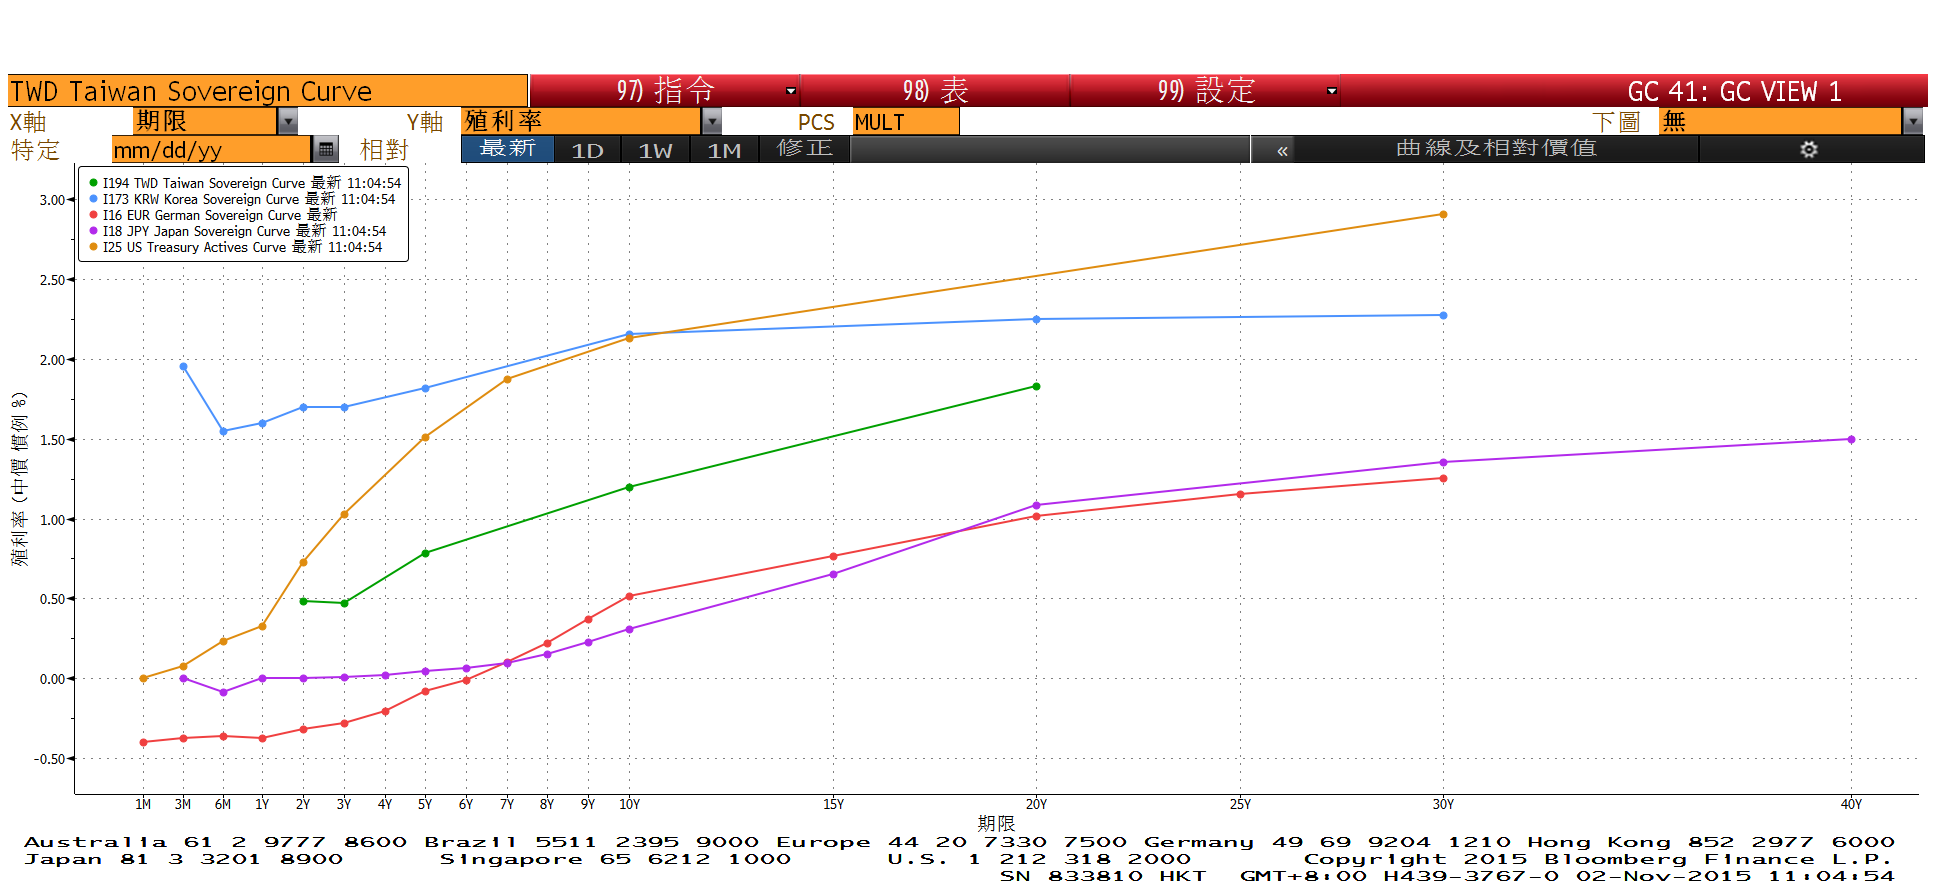 TWD Taiwan Sovereign Curve 97) 指令 98) 表 99) 設定 GC 41: GC VIEW 1
X軸 期限 Y軸 殖利率 PCS MULT 下圖 無
特定 mm/dd/yy 相對 最新 1D 1W 1M 修正 « 曲線及相對價值
I194 TWD Taiwan Sovereign Curve 最新 11:04:54
I173 KRW Korea Sovereign Curve 最新 11:04:54
I16 EUR German Sovereign Curve 最新
I18 JPY Japan Sovereign Curve 最新 11:04:54
I25 US Treasury Actives Curve 最新 11:04:54
3.00
2.50
2.00
1.50
1.00
0.50
0.00
-0.50
殖利率 (中價 慣例 %)
1M 3M 6M 1Y 2Y 3Y 4Y 5Y 6Y 7Y 8Y 9Y 10Y 15Y 20Y 25Y 30Y 40Y
期限
Australia 61 2 9777 8600 Brazil 5511 2395 9000 Europe 44 20 7330 7500 Germany 49 69 9204 1210 Hong Kong 852 2977 6000
Japan 81 3 3201 8900 Singapore 65 6212 1000 U.S. 1 212 318 2000 Copyright 2015 Bloomberg Finance L.P.
SN 833810 HKT GMT+8:00 H439-3767-0 02-Nov-2015 11:04:54